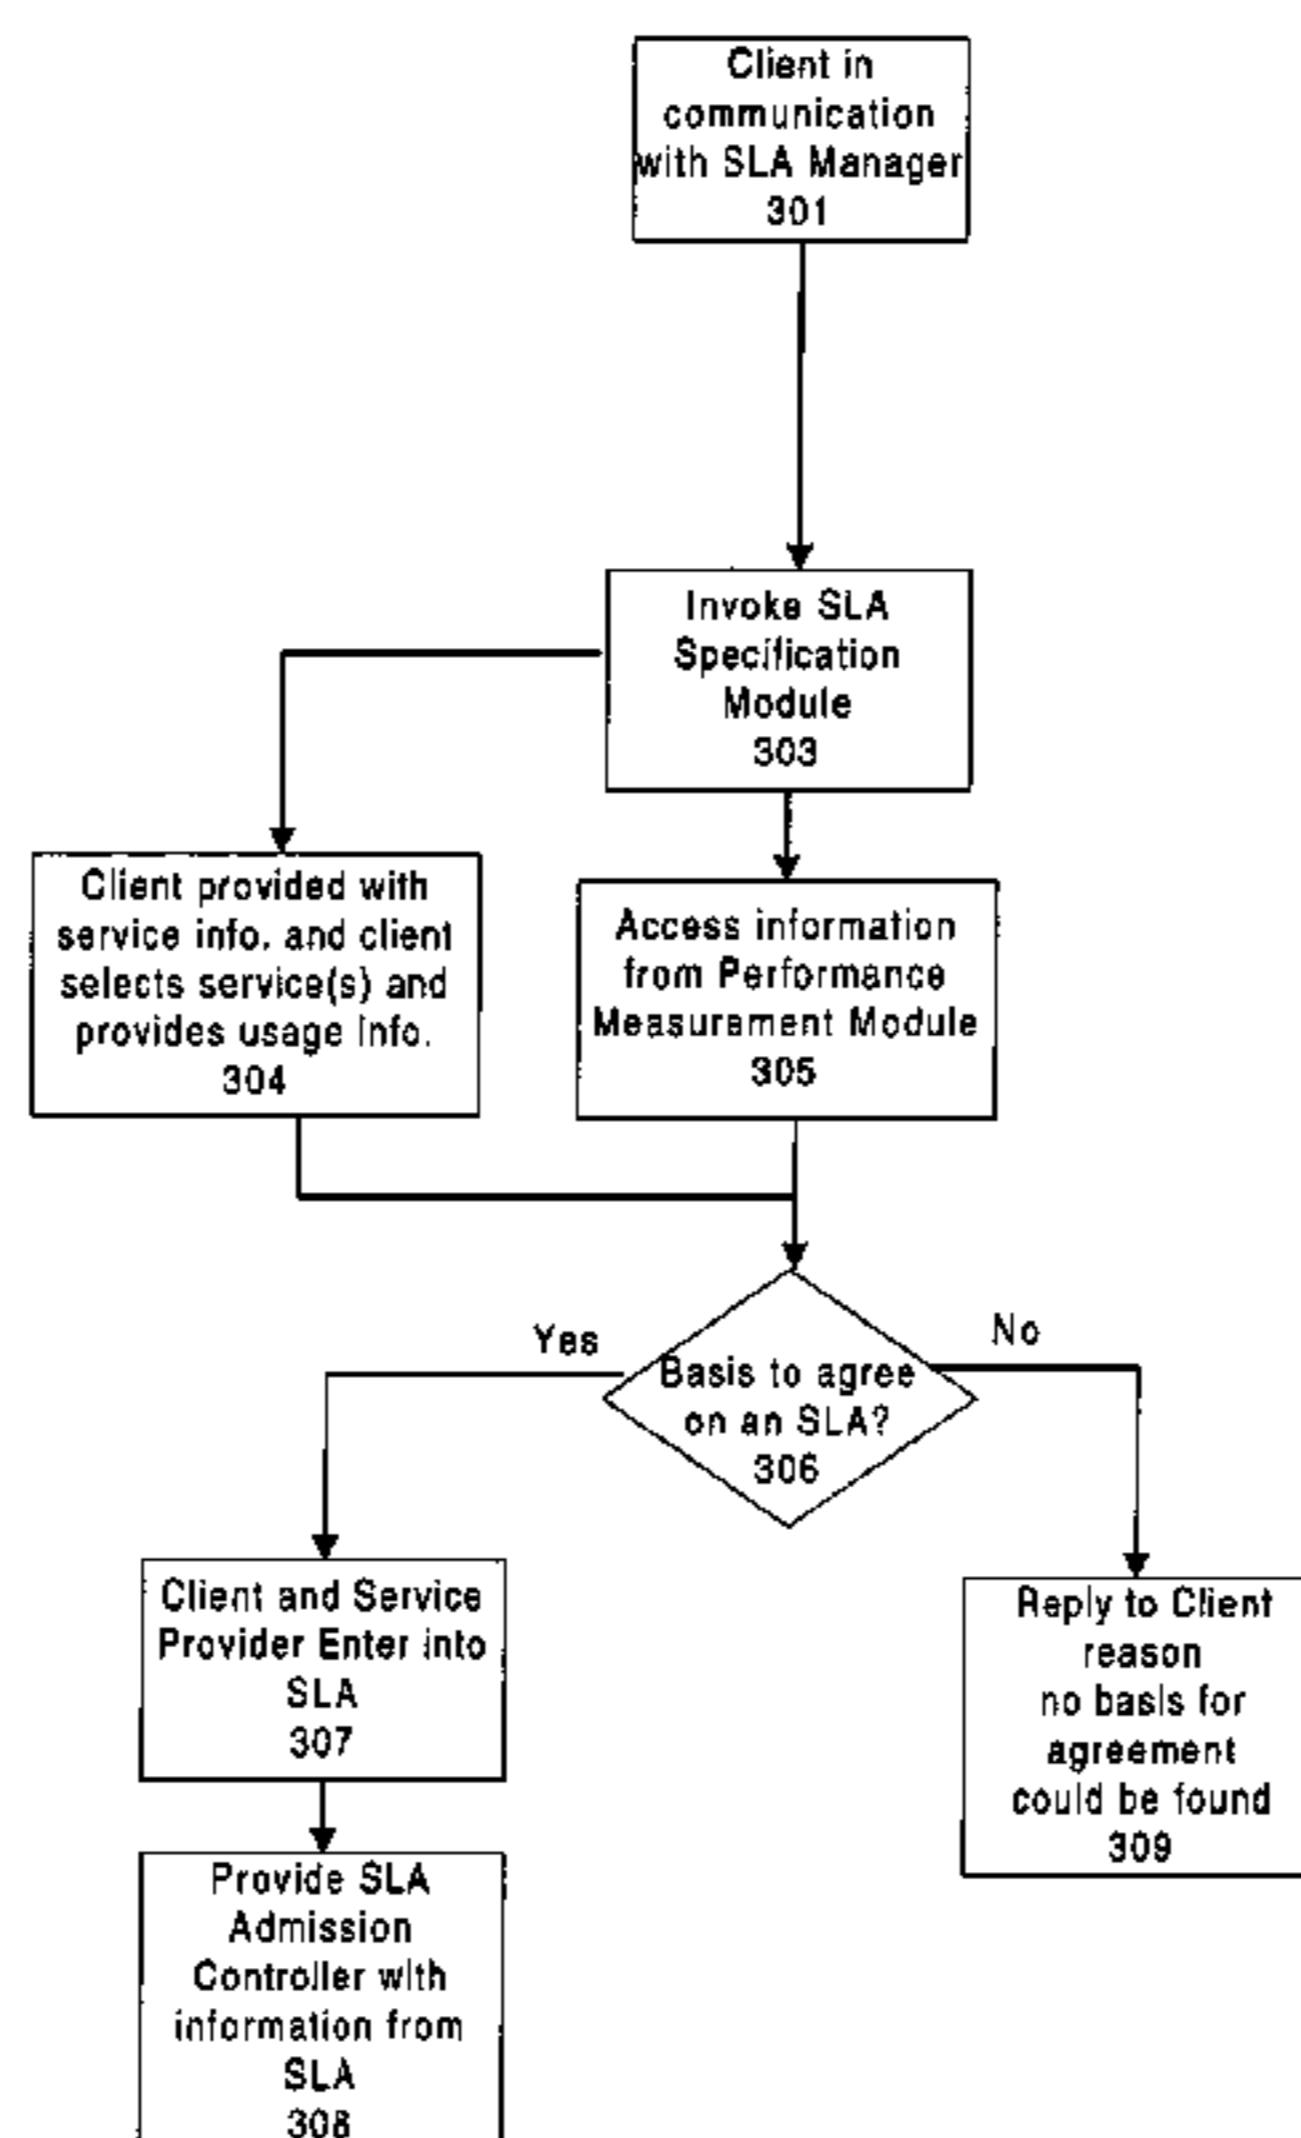 Client in
communication
with SLA Manager
301
Invoke SLA
Specification
Module
303
Client provided with
service info. and client
selects service(s) and
provides usage info.
304
Access information
from Performance
Measurement Module
305
Yes
No
Basis to agree
on an SLA?
306
Client and Service
Provider Enter into
SLA
307
Reply to Client
reason
no basis for
agreement
could be found
309
Provide SLA
Admission
Controller with
information from
SLA
308